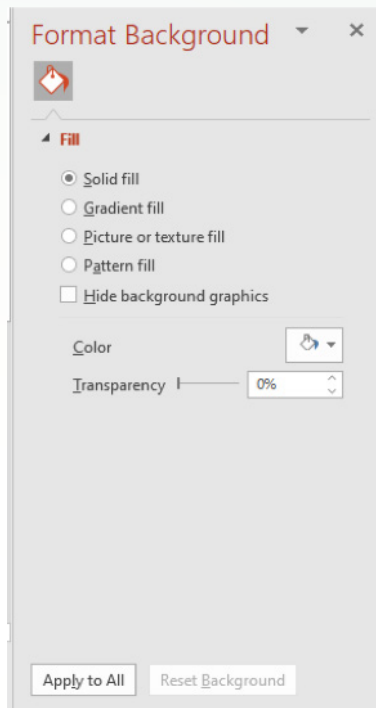 Format Background
Fill
Solid fill
Gradient fill
Picture or texture fill
Pattern fill
Hide background graphics
Color
Transparency 0%
Apply to All Reset Background